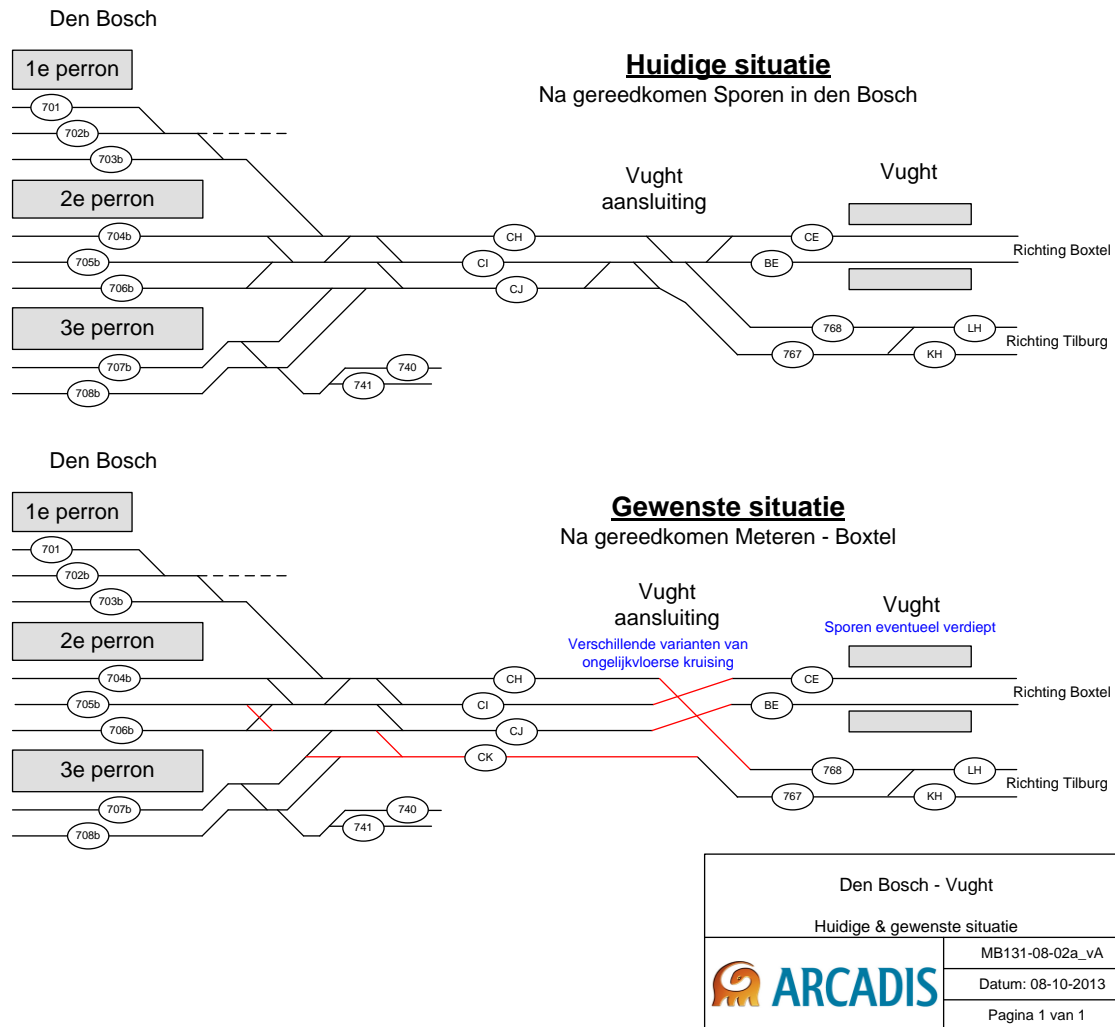 Den Bosch
1e perron
Huidige situatie
Na gereedkomen Sporen in den Bosch
701
702b
703b
2e perron
Vught
aansluiting
Vught
704b
CH
CE
705b
CI
BE
Richting Boxtel
706b
CJ
3e perron
768
LH
Richting Tilburg
767
KH
707b
740
741
708b
Den Bosch
1e perron
Gewenste situatie
Na gereedkomen Meteren - Boxtel
701
702b
703b
2e perron
Vught
aansluiting
Verschillende varianten van
ongelijkvloerse kruising
Vught
Sporen eventueel verdiept
704b
CH
CE
705b
CI
BE
Richting Boxtel
706b
CJ
3e perron
CK
768
LH
Richting Tilburg
767
KH
707b
740
741
708b
Den Bosch - Vught
Huidige & gewenste situatie
ARCADIS
MB131-08-02a_vA
Datum: 08-10-2013
Pagina 1 van 1